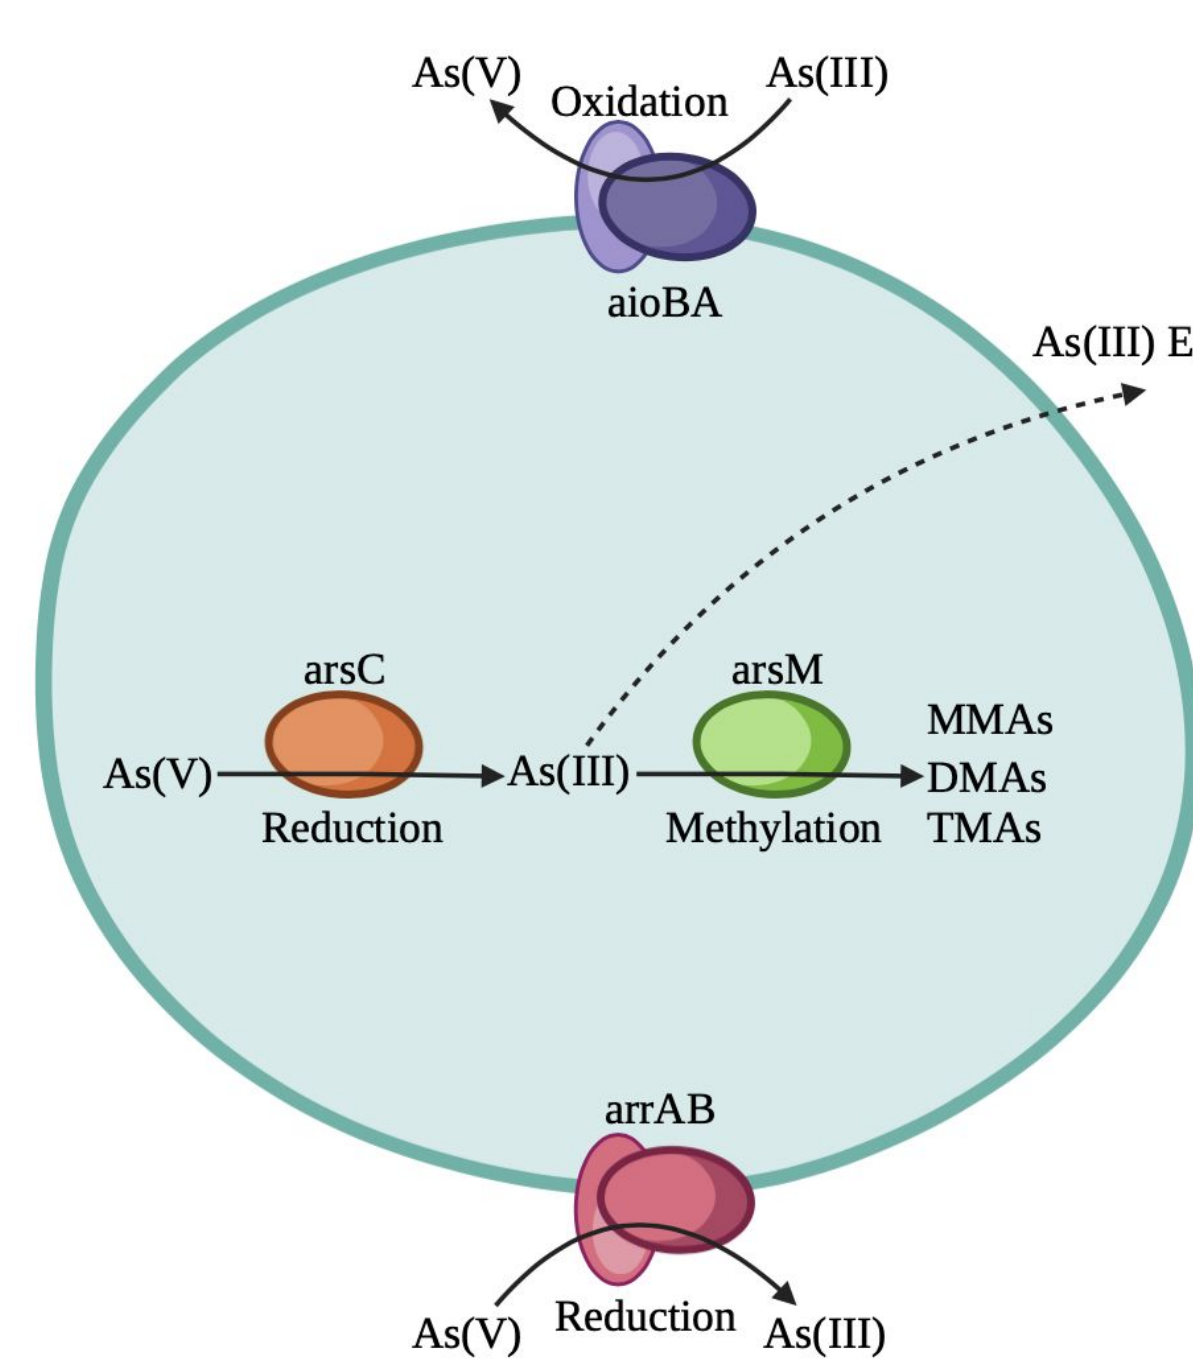 As(V)
Oxidation
As(III)
aioBA
As(III) E
arsC
arsM
As(V)
As(III)
MMAs
DMAs
TMAs
Reduction
Methylation
arrAB
As(V)
Reduction
As(III)